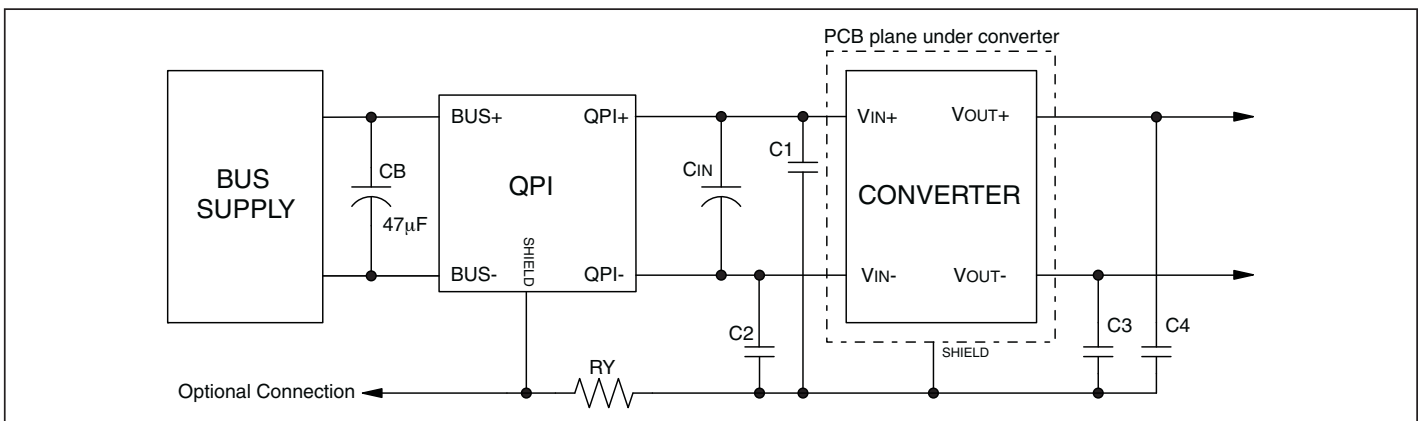 PCB plane under converter
BUS
SUPPLY
CB
47µF
BUS+
QPI+
QPI
SHIELD
BUS-
QPI-
CIN
C1
C2
VIN+
VOUT+
CONVERTER
VIN-
VOUT-
SHIELD
C3
C4
RY
Optional Connection